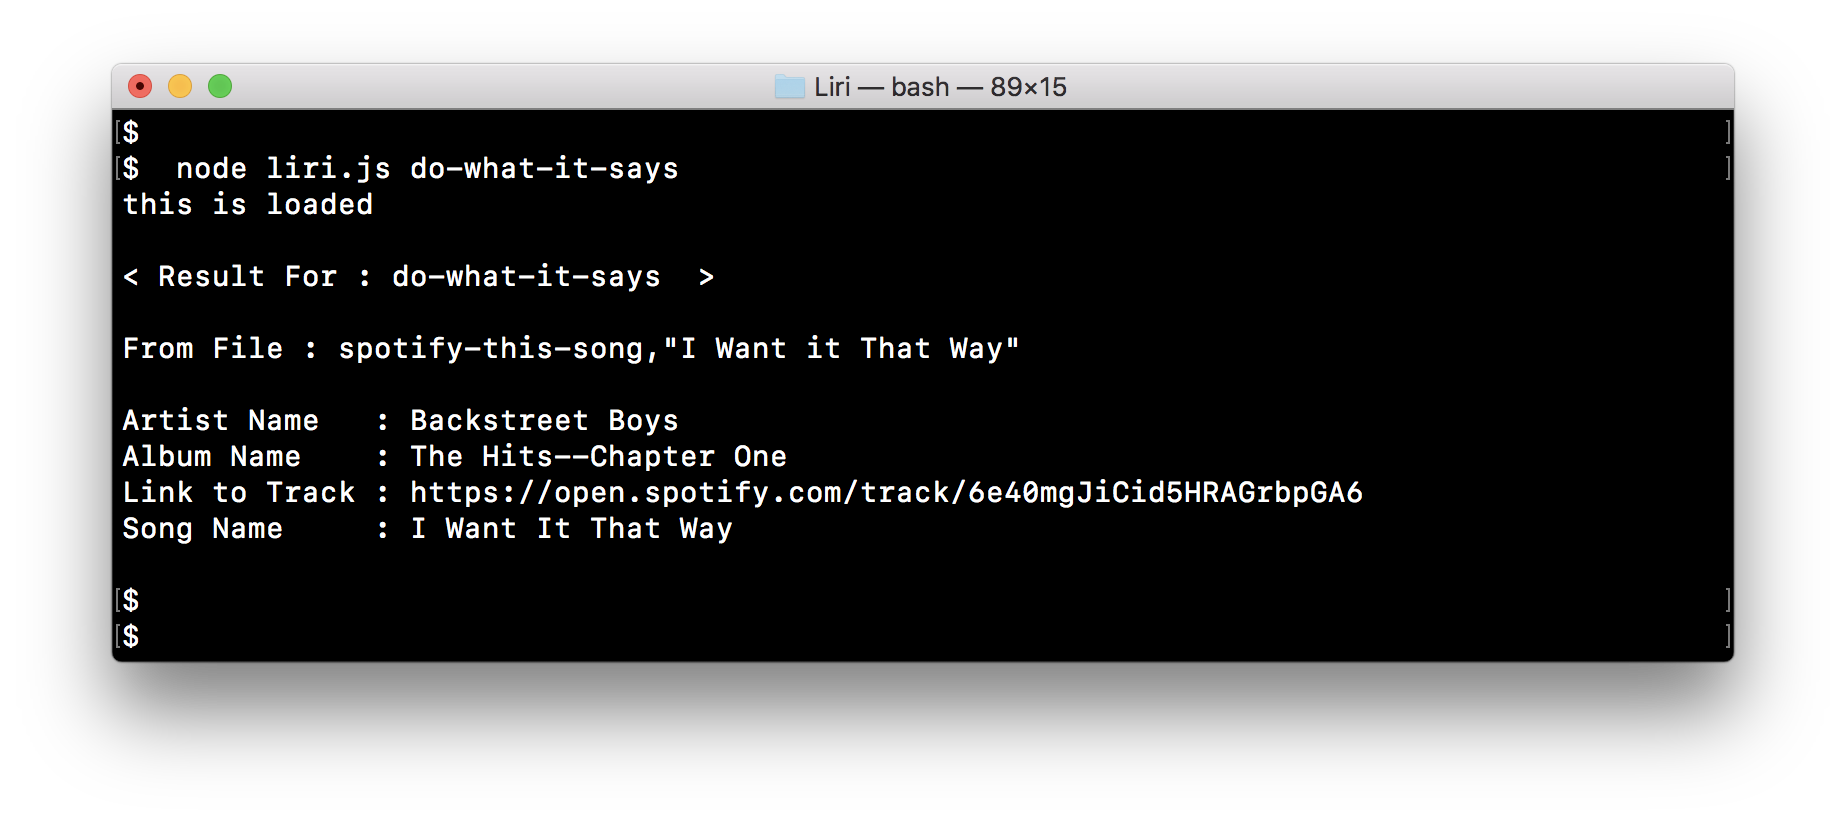 Liri — bash — 89×15
$
$  node liri.js do-what-it-says
this is loaded
< Result For : do-what-it-says  >
From File : spotify-this-song,"I Want it That Way"
Artist Name   : Backstreet Boys
Album Name    : The Hits--Chapter One
Link to Track : https://open.spotify.com/track/6e40mgJiCid5HRAGrbpGA6
Song Name     : I Want It That Way
$
$